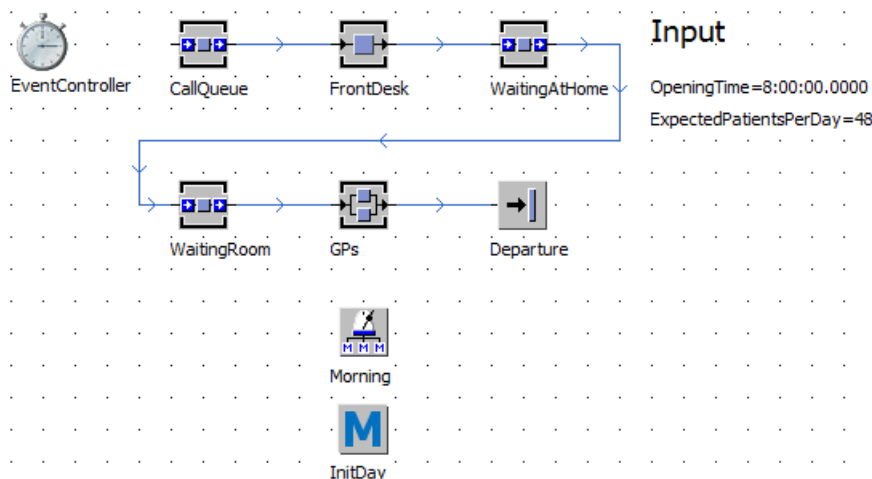 Input
EventController
CallQueue
FrontDesk
WaitingAtHome
OpeningTime=8:00:00.0000
ExpectedPatientsPerDay=48
WaitingRoom
GPs
Departure
M M M
Morning
M
InitDay